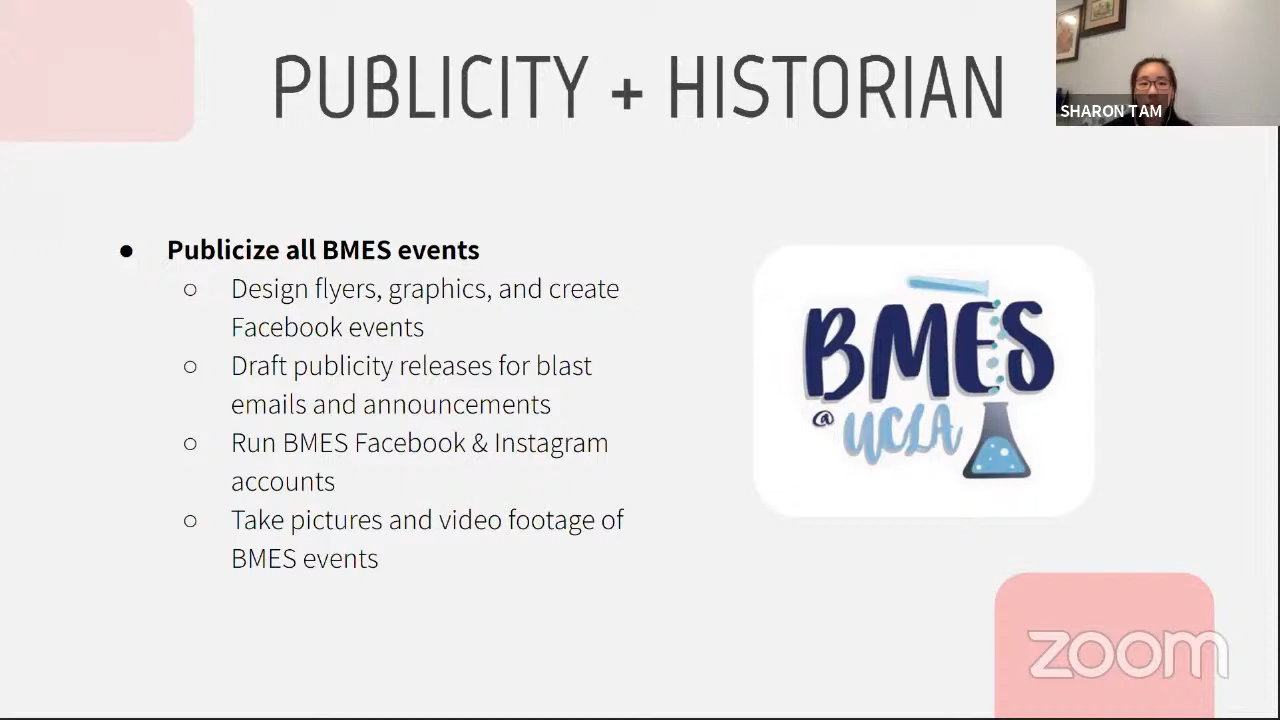 PUBLICITY + HISTORIAN
SHARON TAM
● Publicize all BMES events
○ Design flyers, graphics, and create
Facebook events
○ Draft publicity releases for blast
emails and announcements
○ Run BMES Facebook & Instagram
accounts
○ Take pictures and video footage of
BMES events
BMES
@ UCLA
zoom